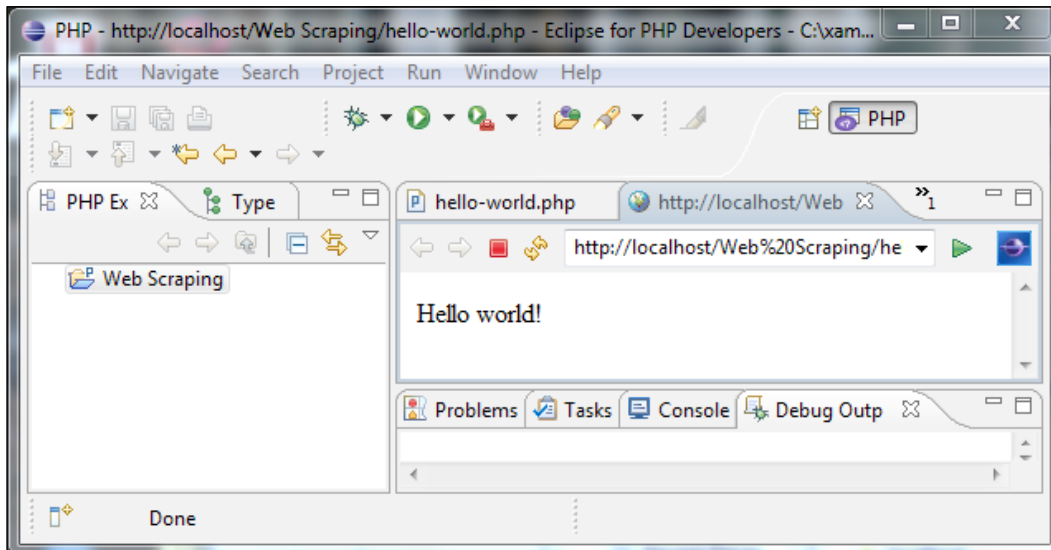 PHP - http://localhost/Web Scraping/hello-world.php - Eclipse for PHP Developers - C:\xam...
File Edit Navigate Search Project Run Window Help
PHP
PHP Ex Type
hello-world.php http://localhost/Web »1
http://localhost/Web%20Scraping/he
Web Scraping
Hello world!
Problems Tasks Console Debug Outp
Done